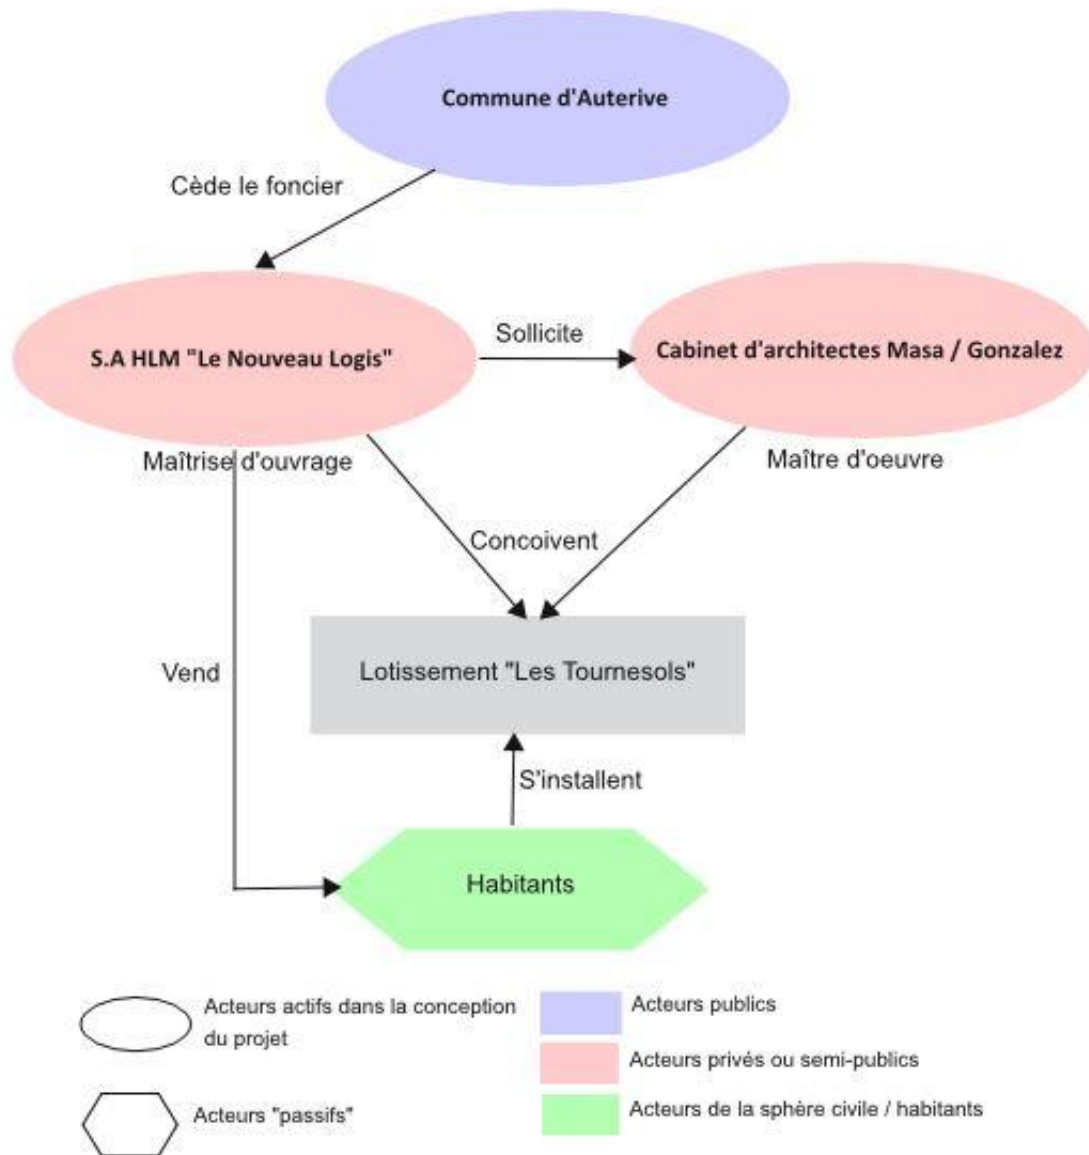 Commune d'Auterive
Cède le foncier
S.A HLM "Le Nouveau Logis"
Sollicite
Cabinet d'architectes Masa / Gonzalez
Maîtrise d'ouvrage
Maître d'oeuvre
Concoivent
Lotissement "Les Tournesols"
Vend
S'installent
Habitants
Acteurs actifs dans la conception
du projet
Acteurs "passifs"
Acteurs publics
Acteurs privés ou semi-publics
Acteurs de la sphère civile / habitants